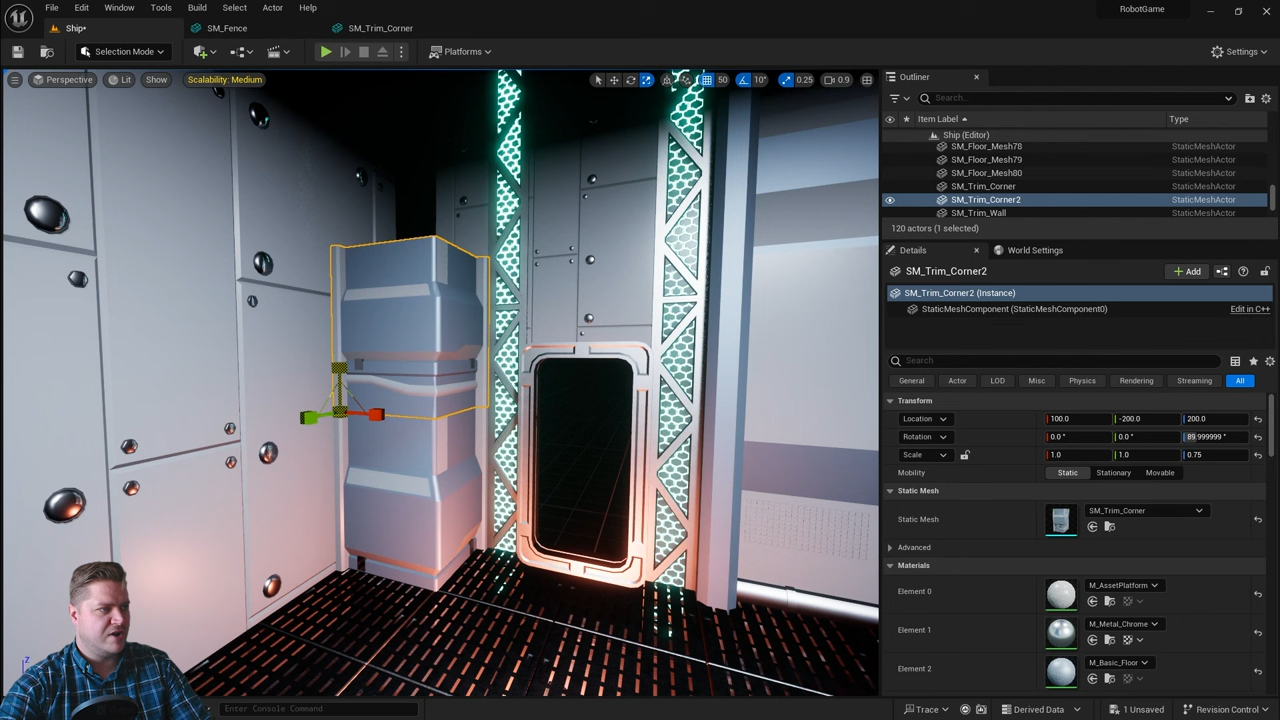 File Edit Window Tools Build Select Actor Help
RobotGame
Ship*
SM_Fence
SM_Trim_Corner
Selection Mode
Platforms
Settings
Perspective
Lit
Show
Scalability: Medium
50
10°
0.25
0.9
Outliner
Search...
Item Label
Type
Ship (Editor)
SM_Floor_Mesh78 StaticMeshActor
SM_Floor_Mesh79 StaticMeshActor
SM_Floor_Mesh80 StaticMeshActor
SM_Trim_Corner StaticMeshActor
SM_Trim_Corner2 StaticMeshActor
SM_Trim_Wall StaticMeshActor
120 actors (1 selected)
Details
World Settings
SM_Trim_Corner2
Add
SM_Trim_Corner2 (Instance)
StaticMeshComponent (StaticMeshComponent0)
Edit in C++
Search
General Actor LOD Misc Physics Rendering Streaming All
Transform
Location 100.0 -200.0 200.0
Rotation 0.0 ° 0.0 ° 89.999999 °
Scale 1.0 1.0 0.75
Mobility Static Stationary Movable
Static Mesh
Static Mesh SM_Trim_Corner
Advanced
Materials
Element 0 M_AssetPlatform
Element 1 M_Metal_Chrome
Element 2 M_Basic_Floor
Z
Enter Console Command
Trace
Derived Data
1 Unsaved
Revision Control